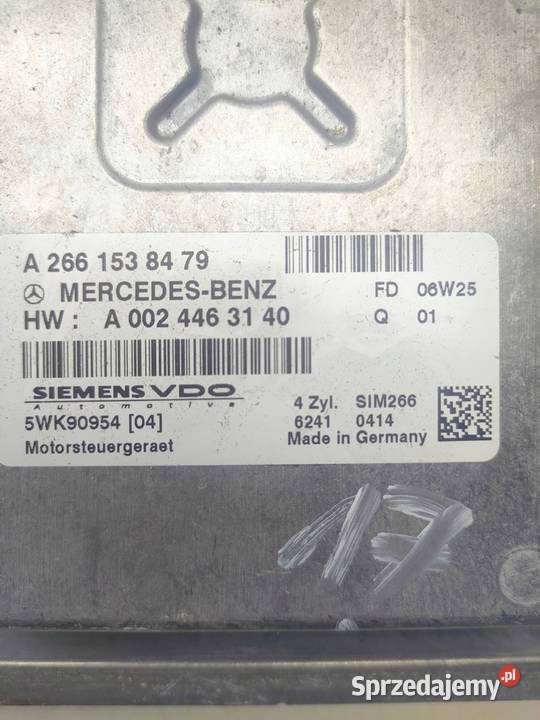 A 266 153 84 79
MERCEDES-BENZ
FD 06W25
HW : A 002 446 31 40
Q 01
SIEMENS VDO
Automotive
4 Zyl. SIM266
5WK90954 [04]
6241 0414
Motorsteuergeraet
Made in Germany
17
Sprzedajemy.pl